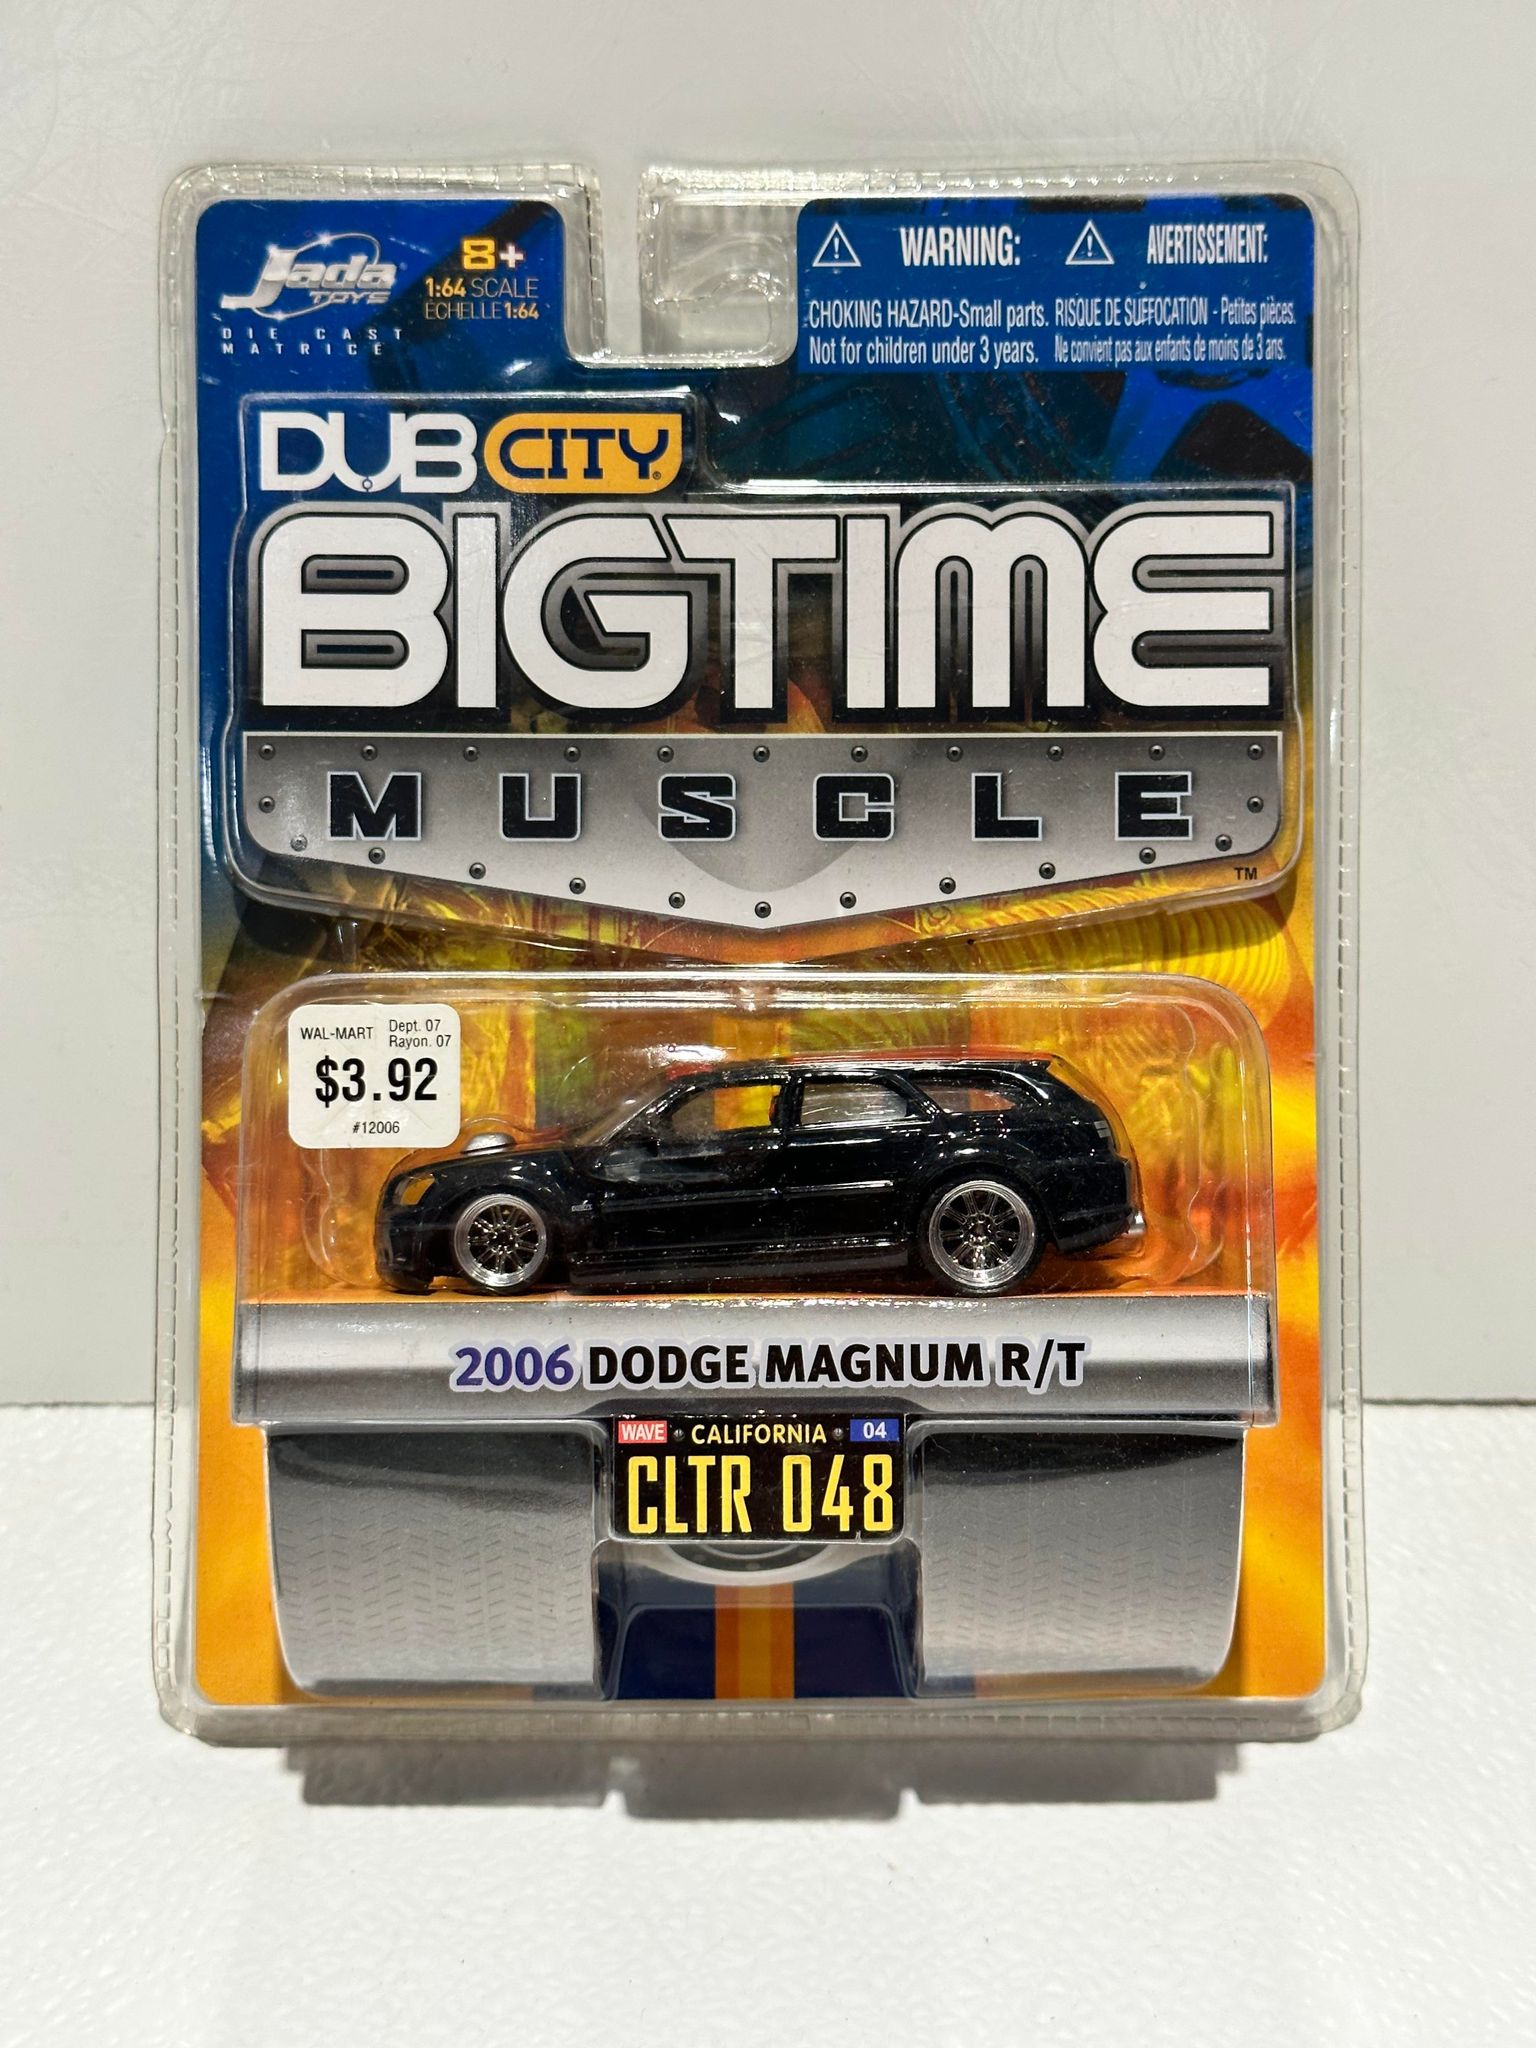 Jada
TOYS
DIE CAST
MATRICE
8+
1:64 SCALE
ÉCHELLE 1:64
WARNING:
CHOKING HAZARD-Small parts.
Not for children under 3 years.
AVERTISSEMENT:
RISQUE DE SUFFOCATION - Petites pièces.
Ne convient pas aux enfants de moins de 3 ans.
DUB CITY®
BIGTIME
MUSCLE
TM
WAL-MART Dept. 07
Rayon. 07
$3.92
#12006
2006 DODGE MAGNUM R/T
WAVE CALIFORNIA 04
CLTR 048